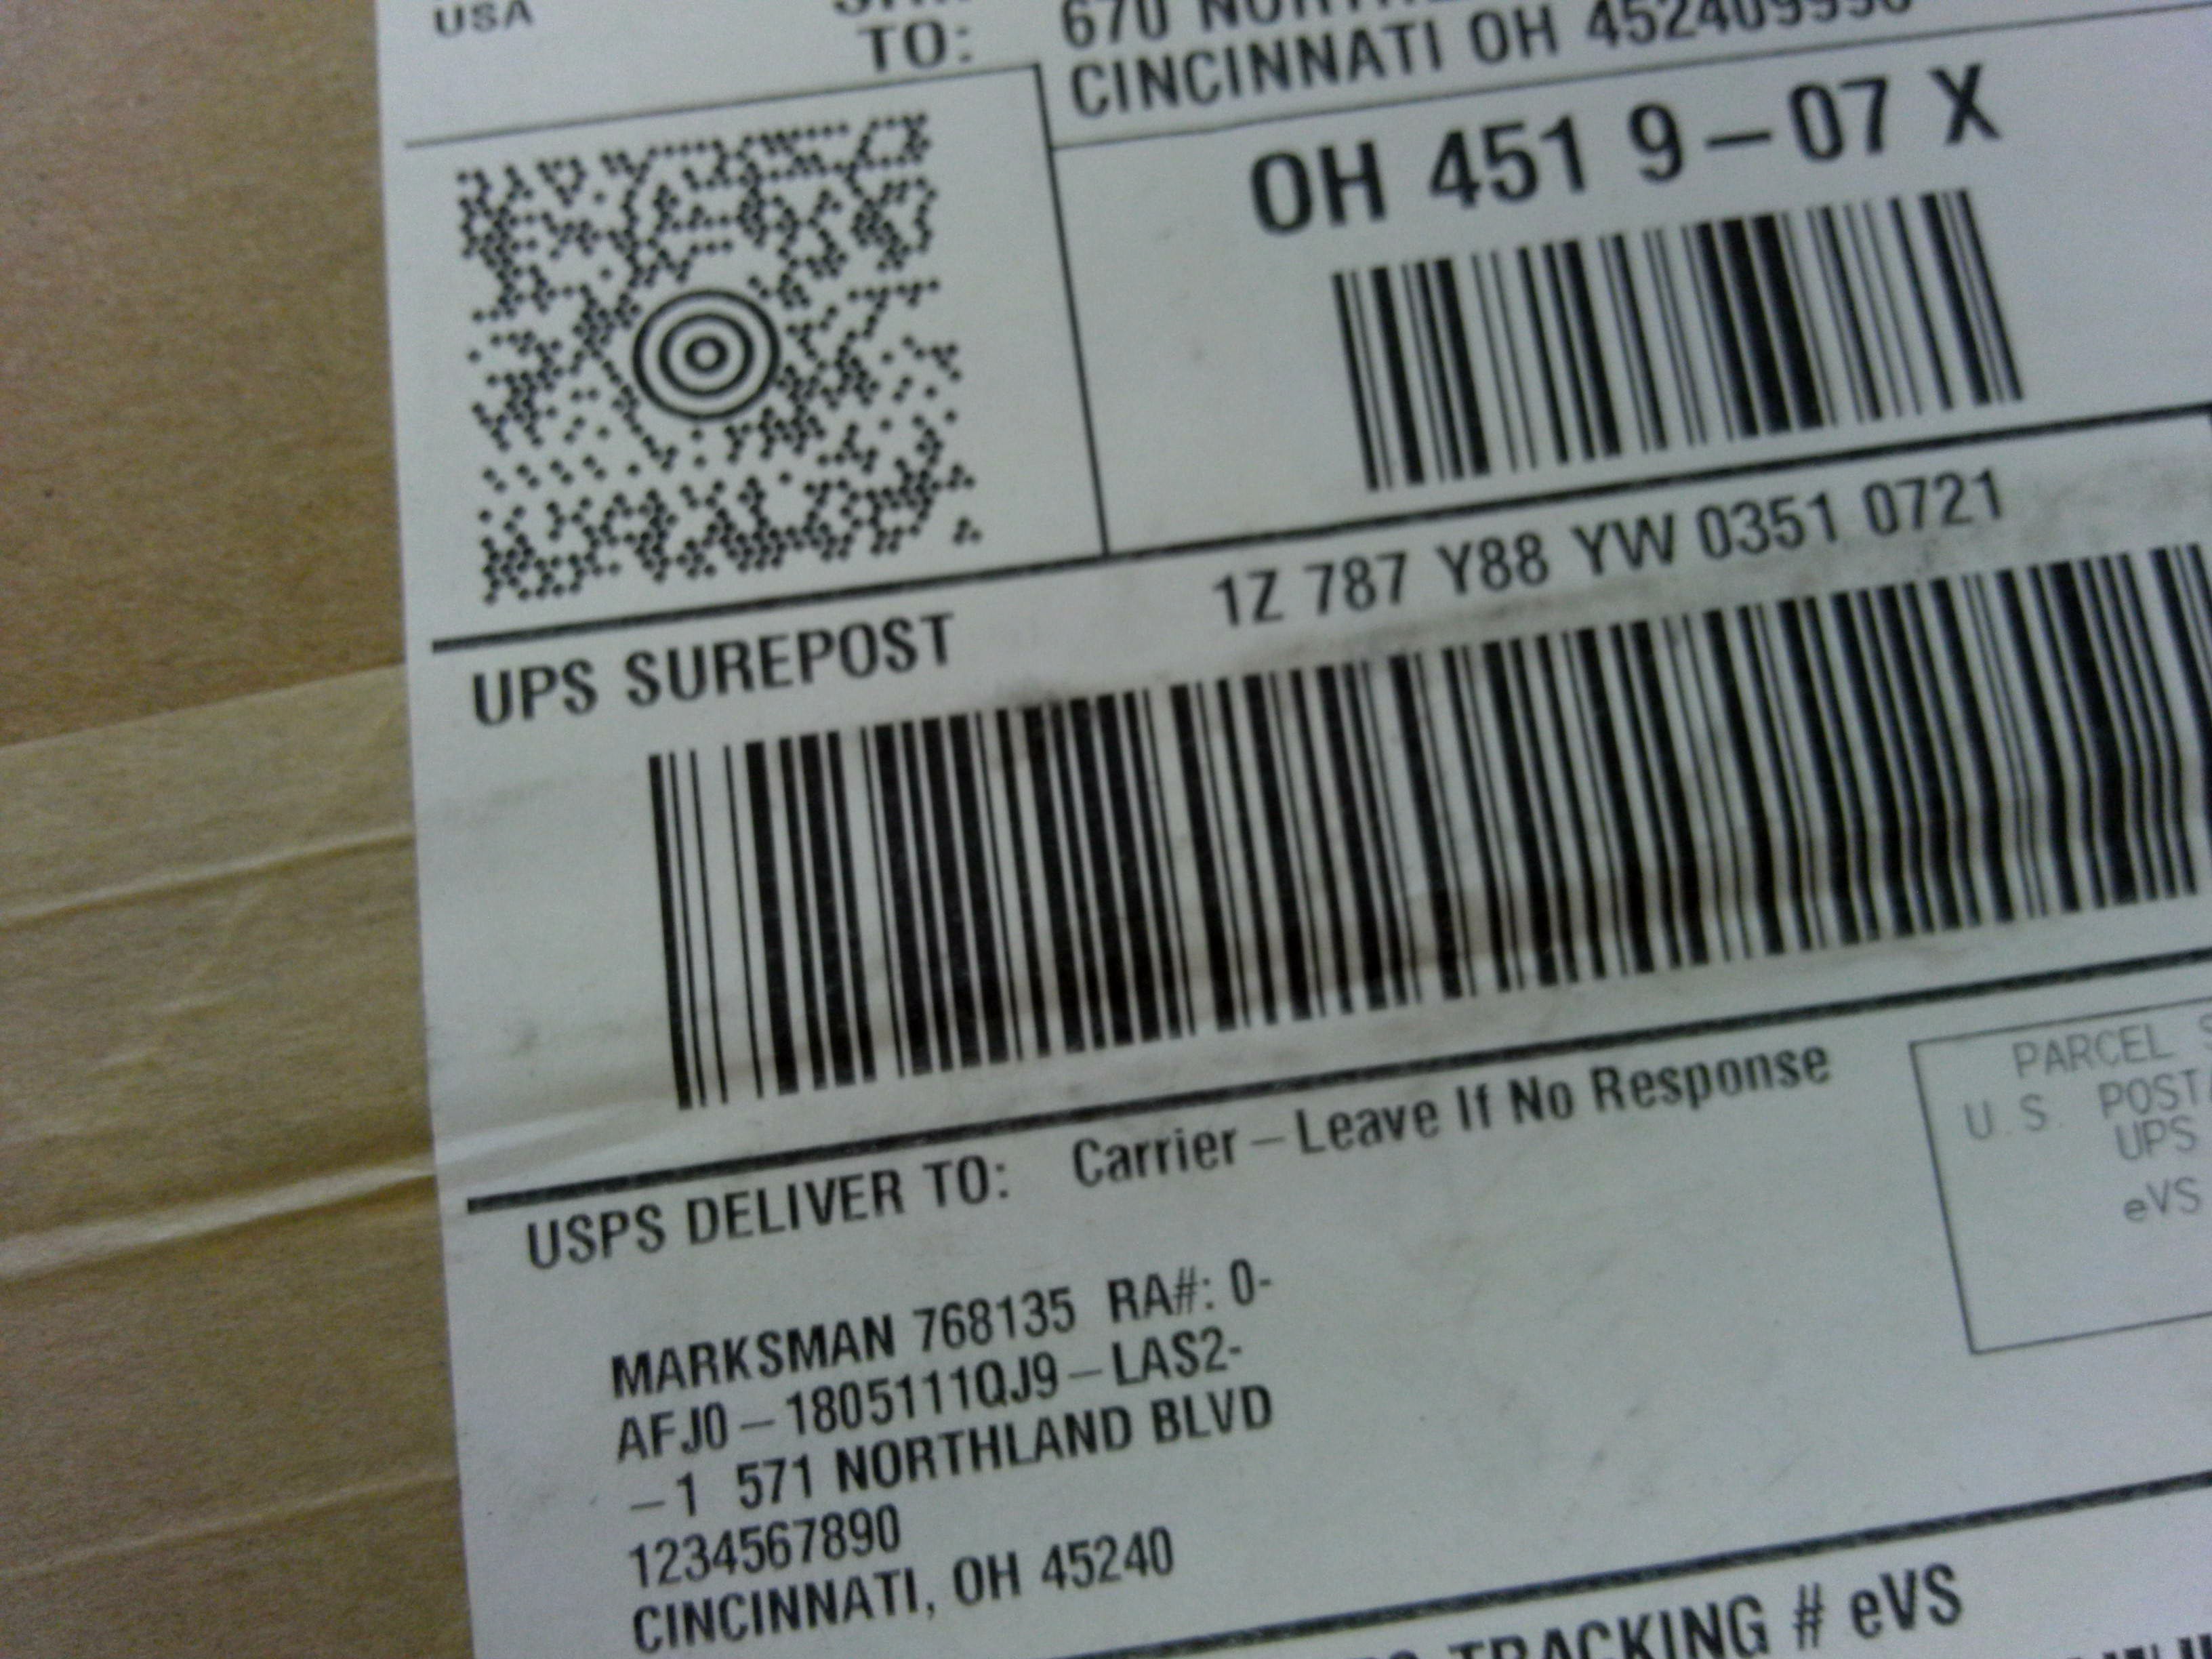 USA
TO:
670
CINCINNATI OH 452409998
OH 451 9–07 X
1Z 787 Y88 YW 0351 0721
UPS SUREPOST
USPS DELIVER TO: Carrier – Leave If No Response
PARCEL
U.S. POSTA
UPS
eVS
MARKSMAN 768135 RA#: 0-
AFJ0 – 1805111QJ9 – LAS2-
– 1 571 NORTHLAND BLVD
1234567890
CINCINNATI, OH 45240
TRACKING # eVS